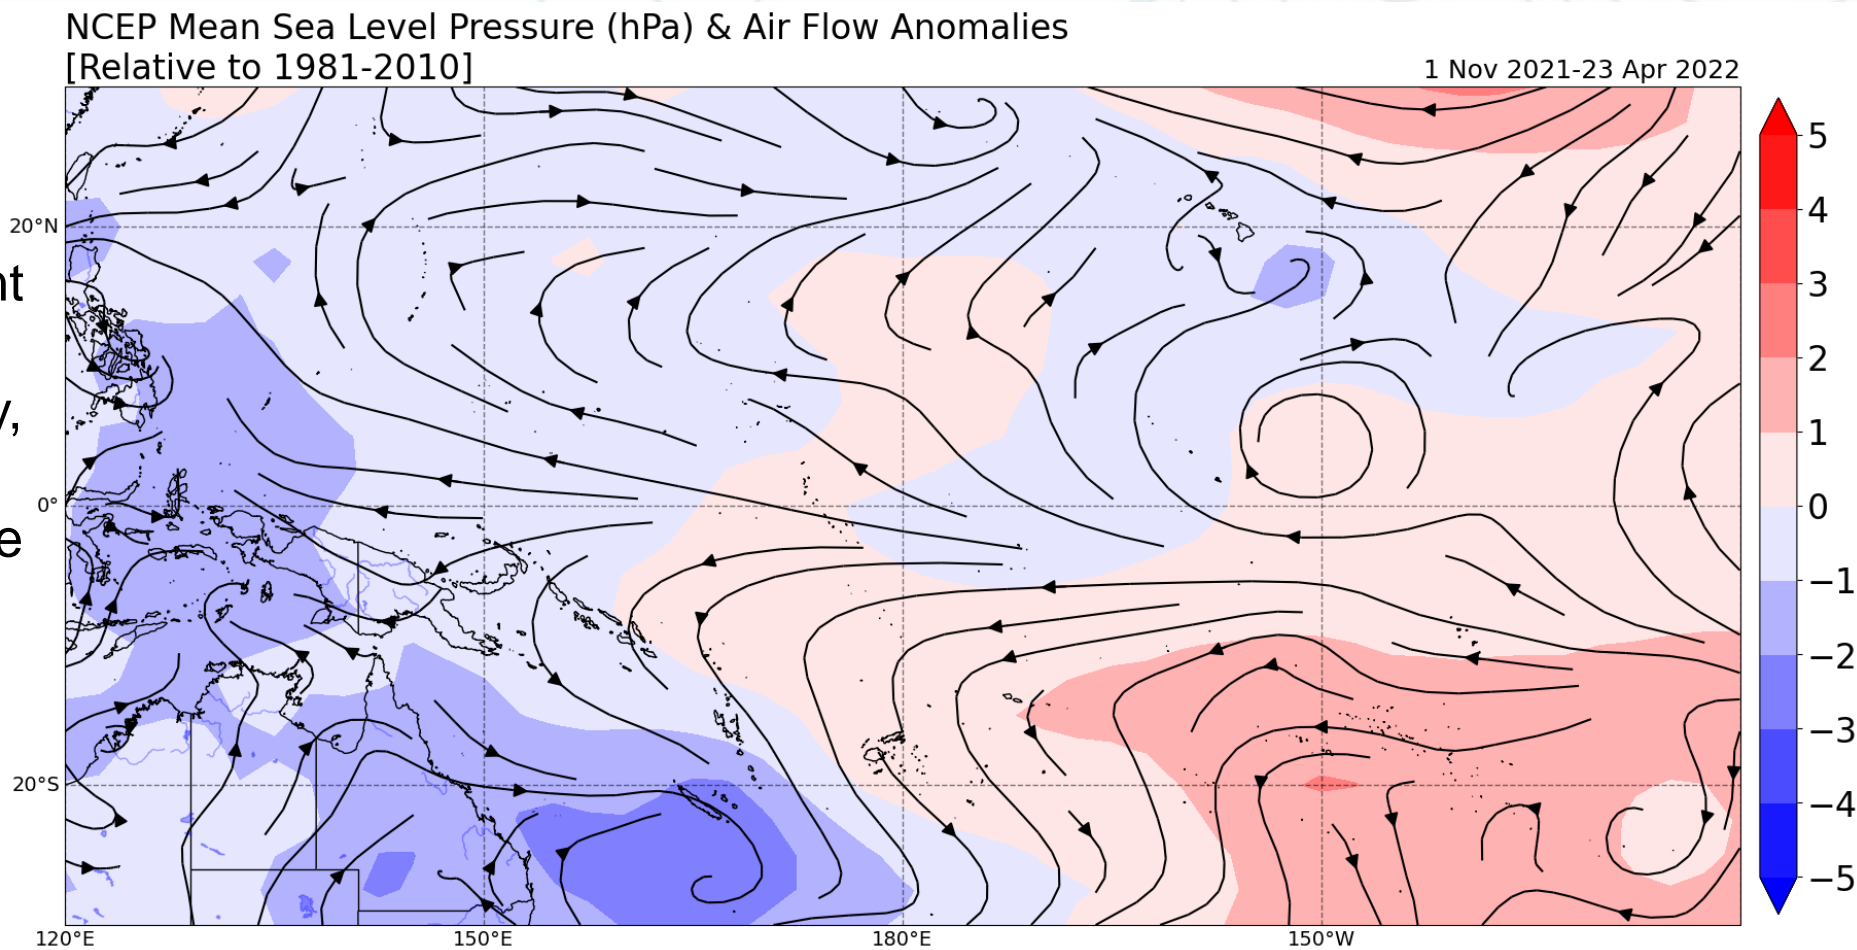 NCEP Mean Sea Level Pressure (hPa) & Air Flow Anomalies
[Relative to 1981-2010]
1 Nov 2021-23 Apr 2022
nt
y,
e
20°N
0°
20°S
120°E
150°E
180°E
150°W
5
4
3
2
1
0
−1
−2
−3
−4
−5